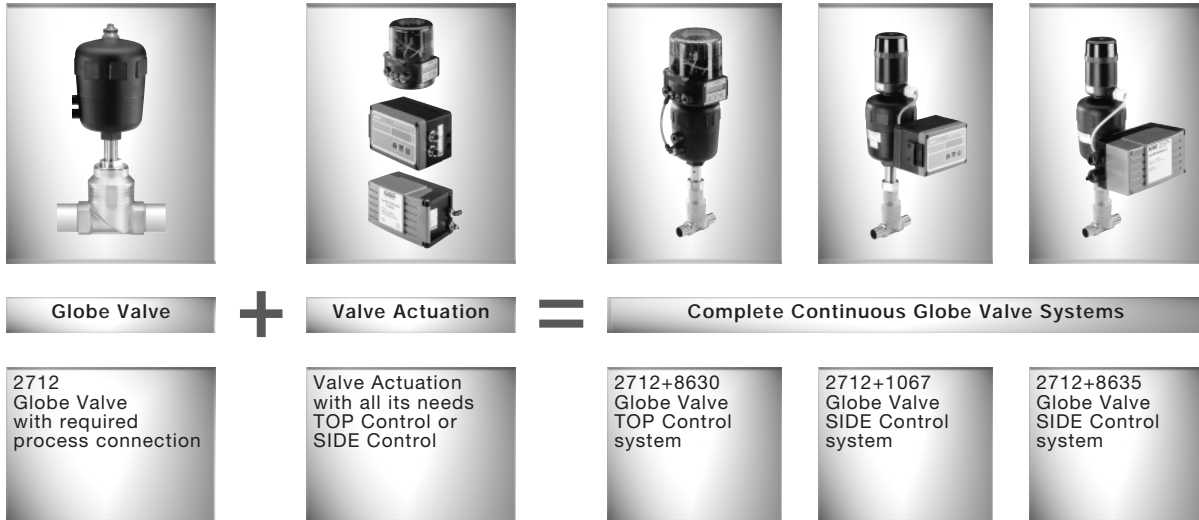 Globe Valve
+
Valve Actuation
=
Complete Continuous Globe Valve Systems
2712
Globe Valve
with required
process connection
Valve Actuation
with all its needs
TOP Control or
SIDE Control
2712+8630
Globe Valve
TOP Control
system
2712+1067
Globe Valve
SIDE Control
system
2712+8635
Globe Valve
SIDE Control
system